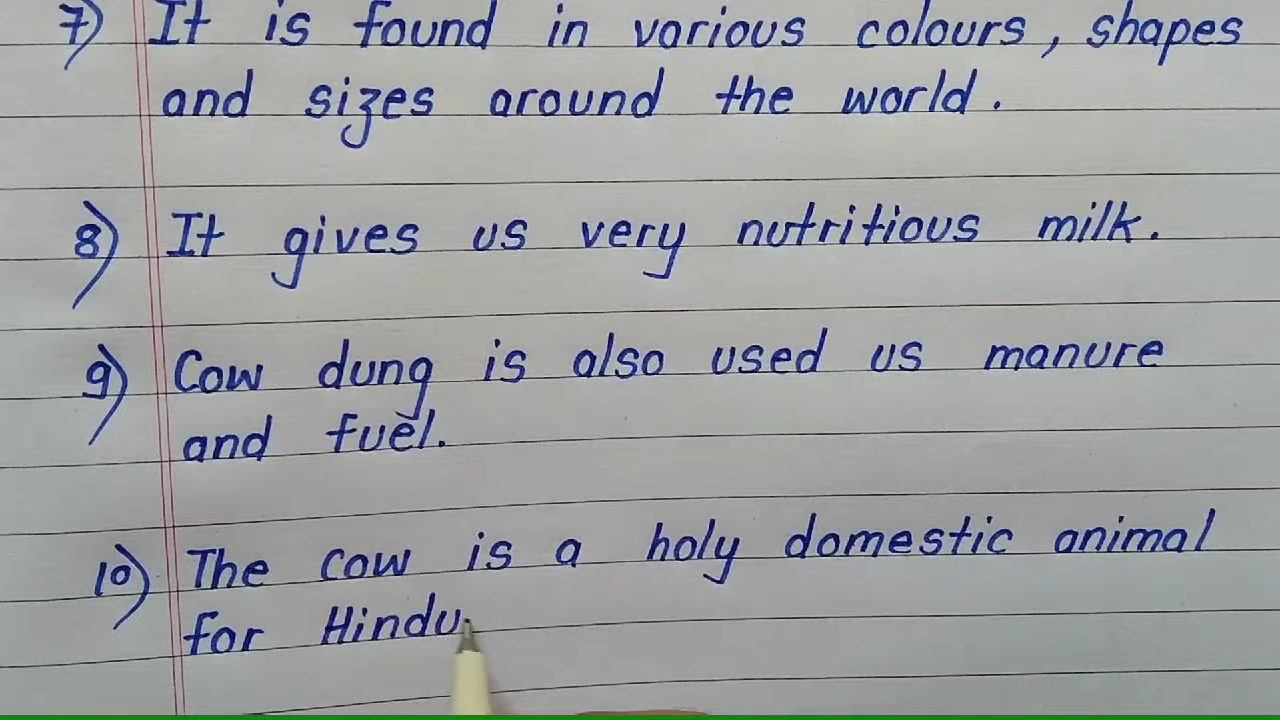 7) It is found in various colours, shapes
and sizes around the world.
8) It gives us very nutritious milk.
9) Cow dung is also used us manure
and fuel.
10) The cow is a holy domestic animal
for Hindu